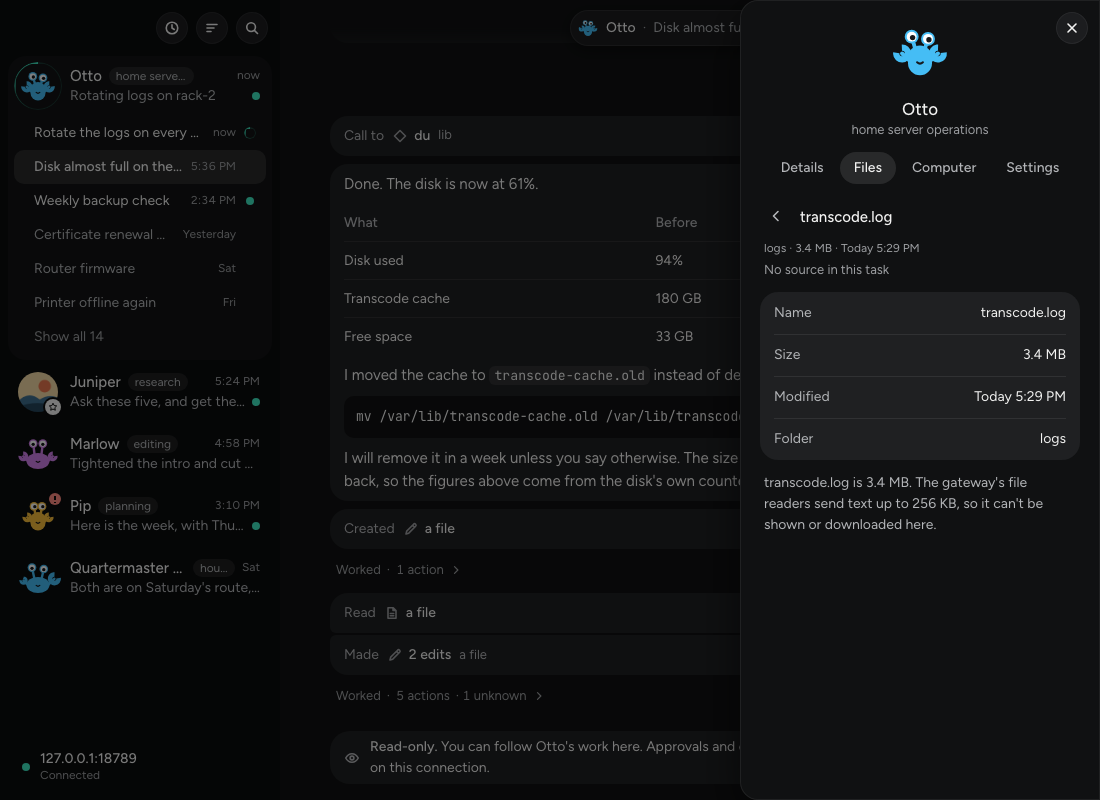 Otto home serve... now
Rotating logs on rack-2
Rotate the logs on every ... now
Disk almost full on the... 5:36 PM
Weekly backup check 2:34 PM
Certificate renewal ... Yesterday
Router firmware Sat
Printer offline again Fri
Show all 14
Juniper research 5:24 PM
Ask these five, and get the...
Marlow editing 4:58 PM
Tightened the intro and cut ...
Pip planning 3:10 PM
Here is the week, with Thu...
Quartermaster ... hou... Sat
Both are on Saturday's route,...
127.0.0.1:18789
Connected
Otto · Disk almost fu
Call to du lib
Done. The disk is now at 61%.
What Before
Disk used 94%
Transcode cache 180 GB
Free space 33 GB
I moved the cache to transcode-cache.old instead of de
mv /var/lib/transcode-cache.old /var/lib/transcod
I will remove it in a week unless you say otherwise. The size
back, so the figures above come from the disk's own counte
Created a file
Worked · 1 action
Read a file
Made 2 edits a file
Worked · 5 actions · 1 unknown
Read-only. You can follow Otto's work here. Approvals and
on this connection.
Otto
home server operations
Details Files Computer Settings
transcode.log
logs · 3.4 MB · Today 5:29 PM
No source in this task
Name transcode.log
Size 3.4 MB
Modified Today 5:29 PM
Folder logs
transcode.log is 3.4 MB. The gateway's file
readers send text up to 256 KB, so it can't be
shown or downloaded here.